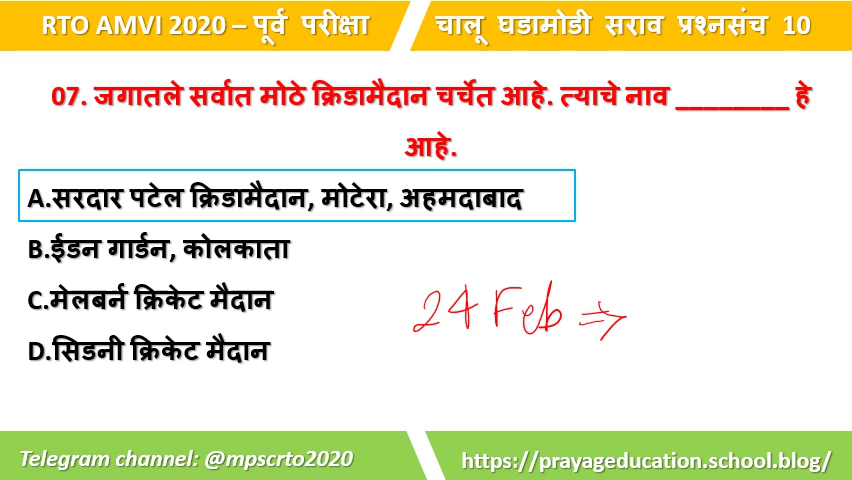 RTO AMVI 2020 – पूर्व परीक्षा
चालू घडामोडी सराव प्रश्नसंच 10
07. जगातले सर्वात मोठे क्रिडामैदान चर्चेत आहे. त्याचे नाव ________ हे
आहे.
A.सरदार पटेल क्रिडामैदान, मोटेरा, अहमदाबाद
B.ईडन गार्डन, कोलकाता
C.मेलबर्न क्रिकेट मैदान
D.सिडनी क्रिकेट मैदान
24 Feb ⇒
Telegram channel: @mpscrto2020
https://prayageducation.school.blog/